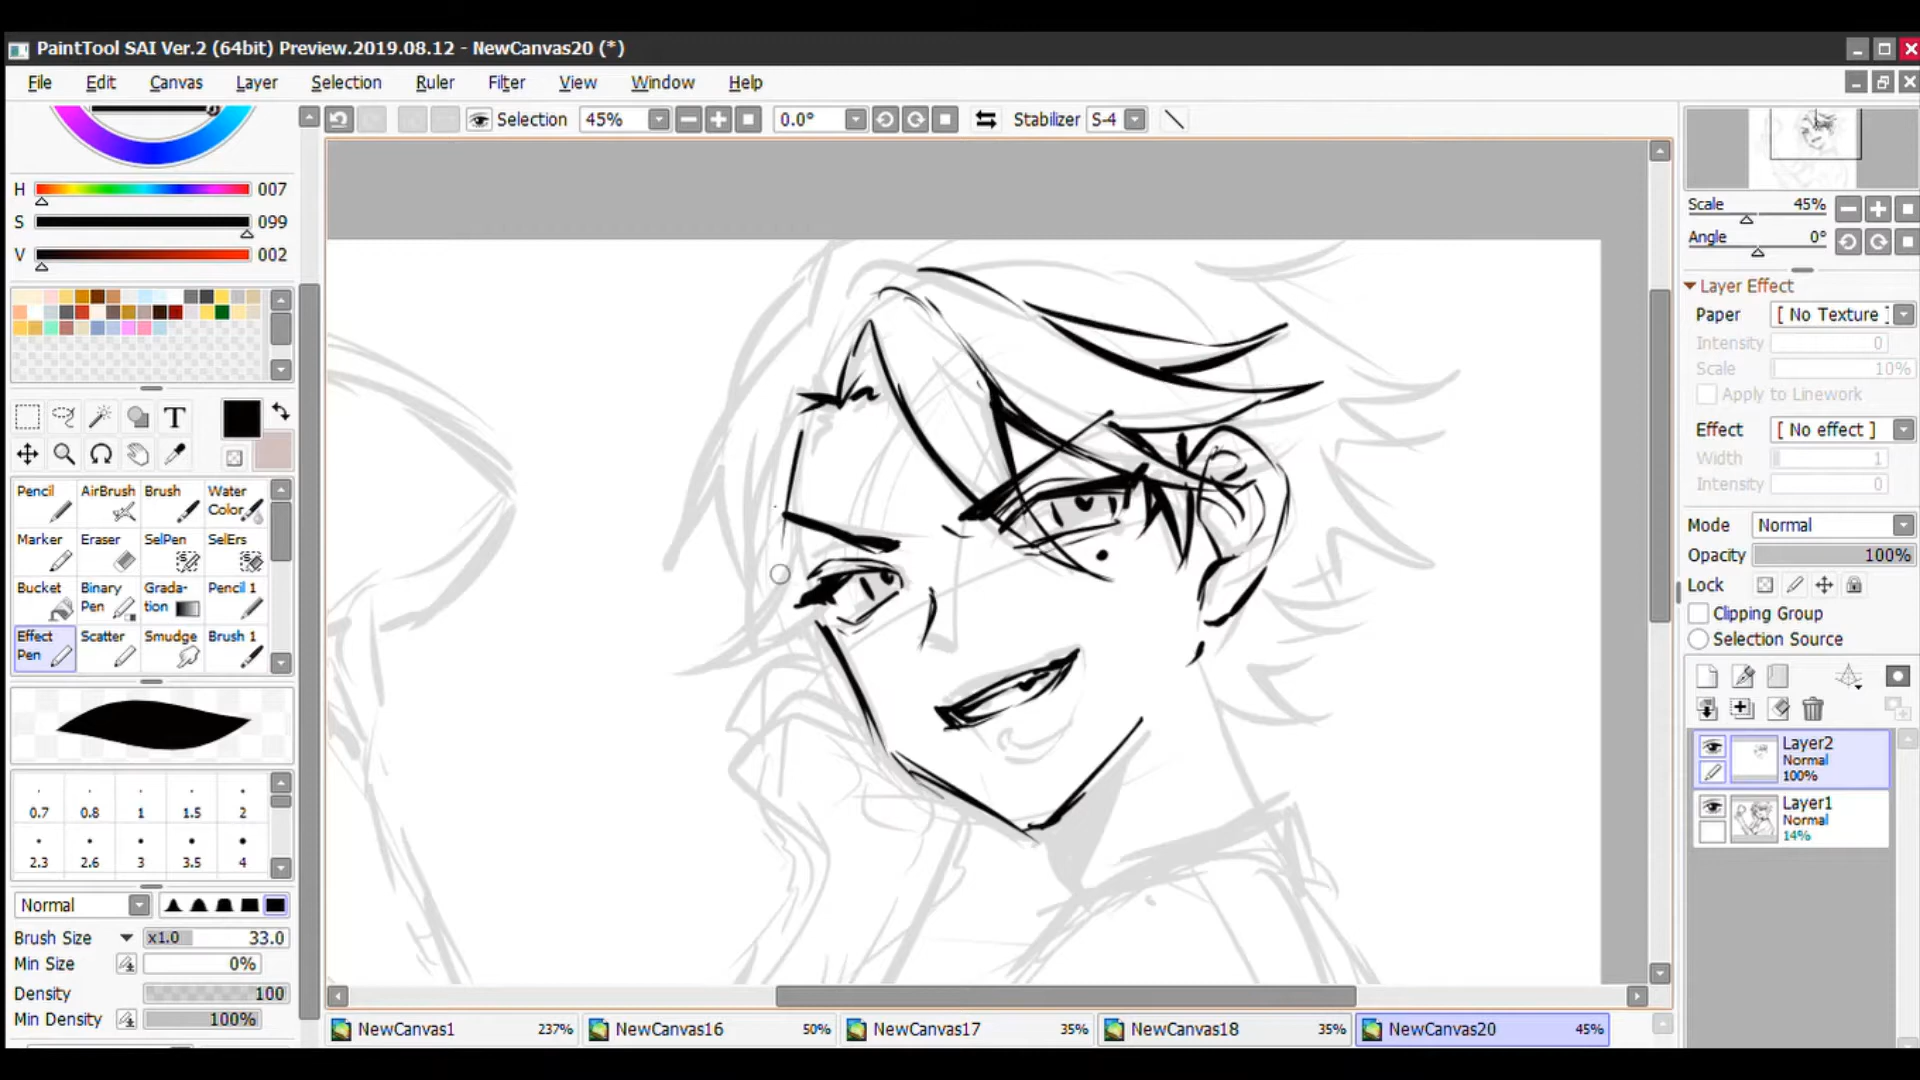 PaintTool SAI Ver.2 (64bit) Preview.2019.08.12 - NewCanvas20 (*)
File Edit Canvas Layer Selection Ruler Filter View Window Help
Selection 45% 0.0° Stabilizer S-4
H 007
S 099
V 002
T
Pencil AirBrush Brush Water Color
Marker Eraser SelPen SelErs
Bucket Binary Pen Grada-tion Pencil 1
Effect Pen Scatter Smudge Brush 1
0.7 0.8 1 1.5 2
2.3 2.6 3 3.5 4
Normal
Brush Size x1.0 33.0
Min Size 0%
Density 100
Min Density 100%
Scale 45%
Angle 0°
Layer Effect
Paper [ No Texture ]
Intensity 0
Scale 10%
Apply to Linework
Effect [ No effect ]
Width 1
Intensity 0
Mode Normal
Opacity 100%
Lock
Clipping Group
Selection Source
Layer2
Normal
100%
Layer1
Normal
14%
NewCanvas1 237% NewCanvas16 50% NewCanvas17 35% NewCanvas18 35% NewCanvas20 45%